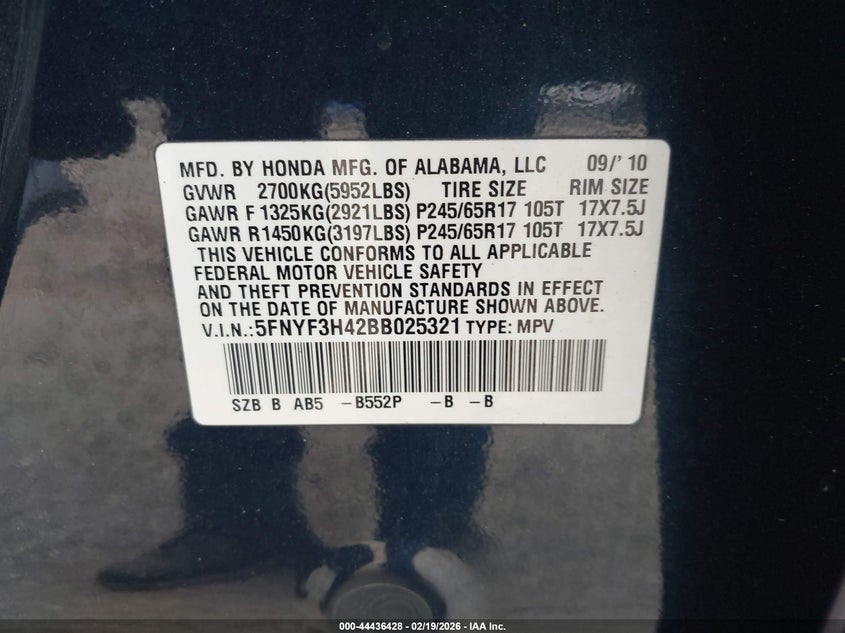 MFD. BY HONDA MFG. OF ALABAMA, LLC 09/' 10
GVWR 2700KG(5952LBS) TIRE SIZE RIM SIZE
GAWR F 1325KG(2921LBS) P245/65R17 105T 17X7.5J
GAWR R1450KG(3197LBS) P245/65R17 105T 17X7.5J
THIS VEHICLE CONFORMS TO ALL APPLICABLE
FEDERAL MOTOR VEHICLE SAFETY
AND THEFT PREVENTION STANDARDS IN EFFECT
ON THE DATE OF MANUFACTURE SHOWN ABOVE.
V.I.N.:5FNYF3H42BB025321 TYPE: MPV
SZB B AB5 -B552P -B -B
000-44436428 - 02/19/2026 - IAA Inc.